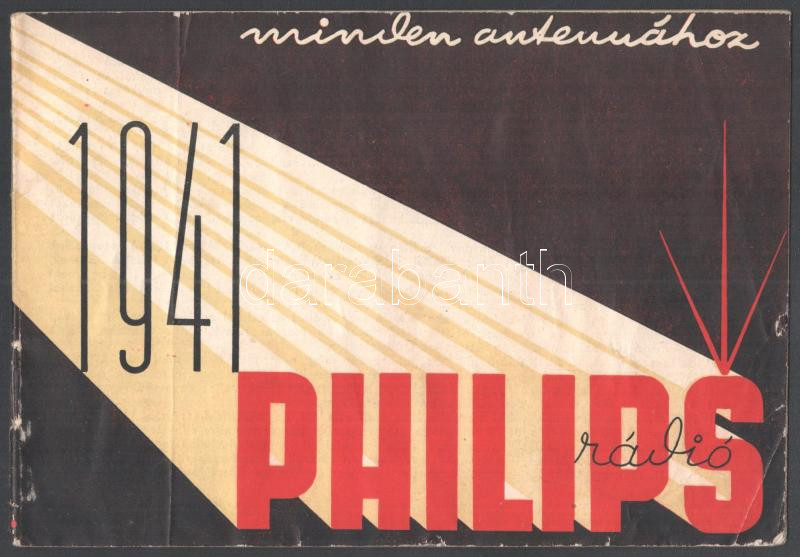 minden antennához
1941
darabanth
PHILIPS
rádió